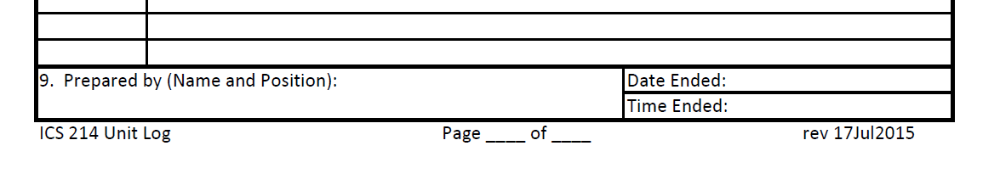 9. Prepared by (Name and Position):
Date Ended:
Time Ended:
ICS 214 Unit Log Page ____ of ____ rev 17Jul2015